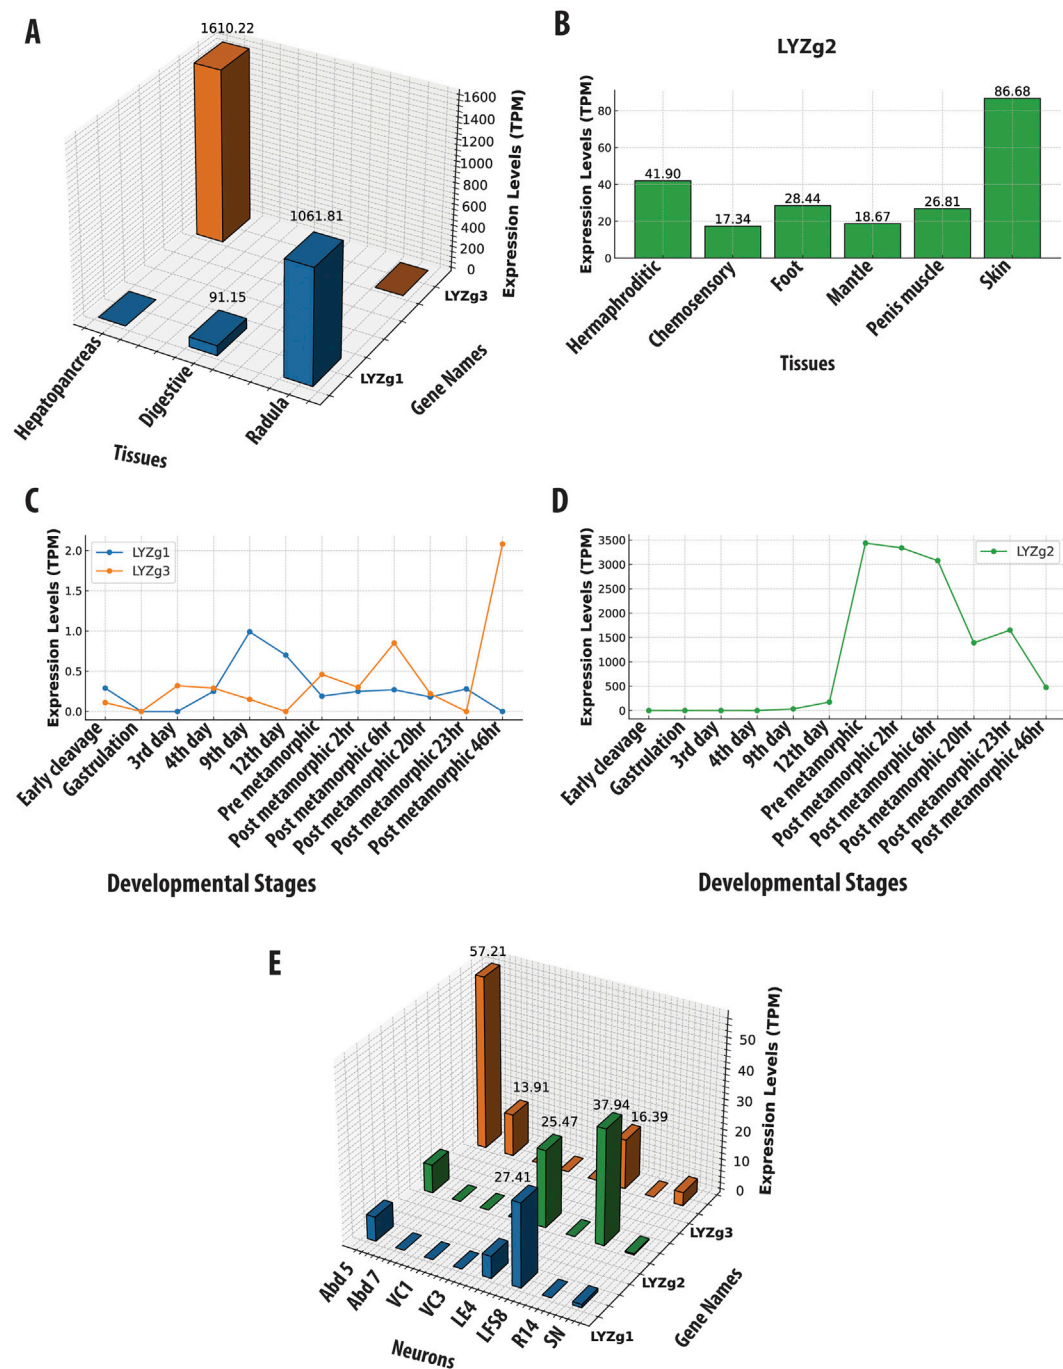 A
1610.22
1061.81
91.15
1600
1400
1200
1000
800
600
400
200
0
Expression Levels (TPM)
LYZg3
LYZg1
Gene Names
Hepatopancreas
Digestive
Radula
Tissues
B
LYZg2
Expression Levels (TPM)
80
60
40
20
0
41.90
17.34
28.44
18.67
26.81
86.68
Hermaphroditic
Chemosensory
Foot
Mantle
Penis muscle
Skin
Tissues
C
Expression Levels (TPM)
2.0
1.5
1.0
0.5
0.0
LYZg1
LYZg3
Early cleavage
Gastrulation
3rd day
4th day
9th day
12th day
Pre metamorphic
Post metamorphic 2hr
Post metamorphic 6hr
Post metamorphic 20hr
Post metamorphic 23hr
Post metamorphic 46hr
Developmental Stages
D
Expression Levels (TPM)
3500
3000
2500
2000
1500
1000
500
0
LYZg2
Early cleavage
Gastrulation
3rd day
4th day
9th day
12th day
Pre metamorphic
Post metamorphic 2hr
Post metamorphic 6hr
Post metamorphic 20hr
Post metamorphic 23hr
Post metamorphic 46hr
Developmental Stages
E
57.21
13.91
25.47
37.94
16.39
27.41
50
40
30
20
10
0
Expression Levels (TPM)
LYZg3
LYZg2
LYZg1
Gene Names
Abd 5
Abd 7
VC1
VC3
LE4
LFS8
R14
SN
Neurons